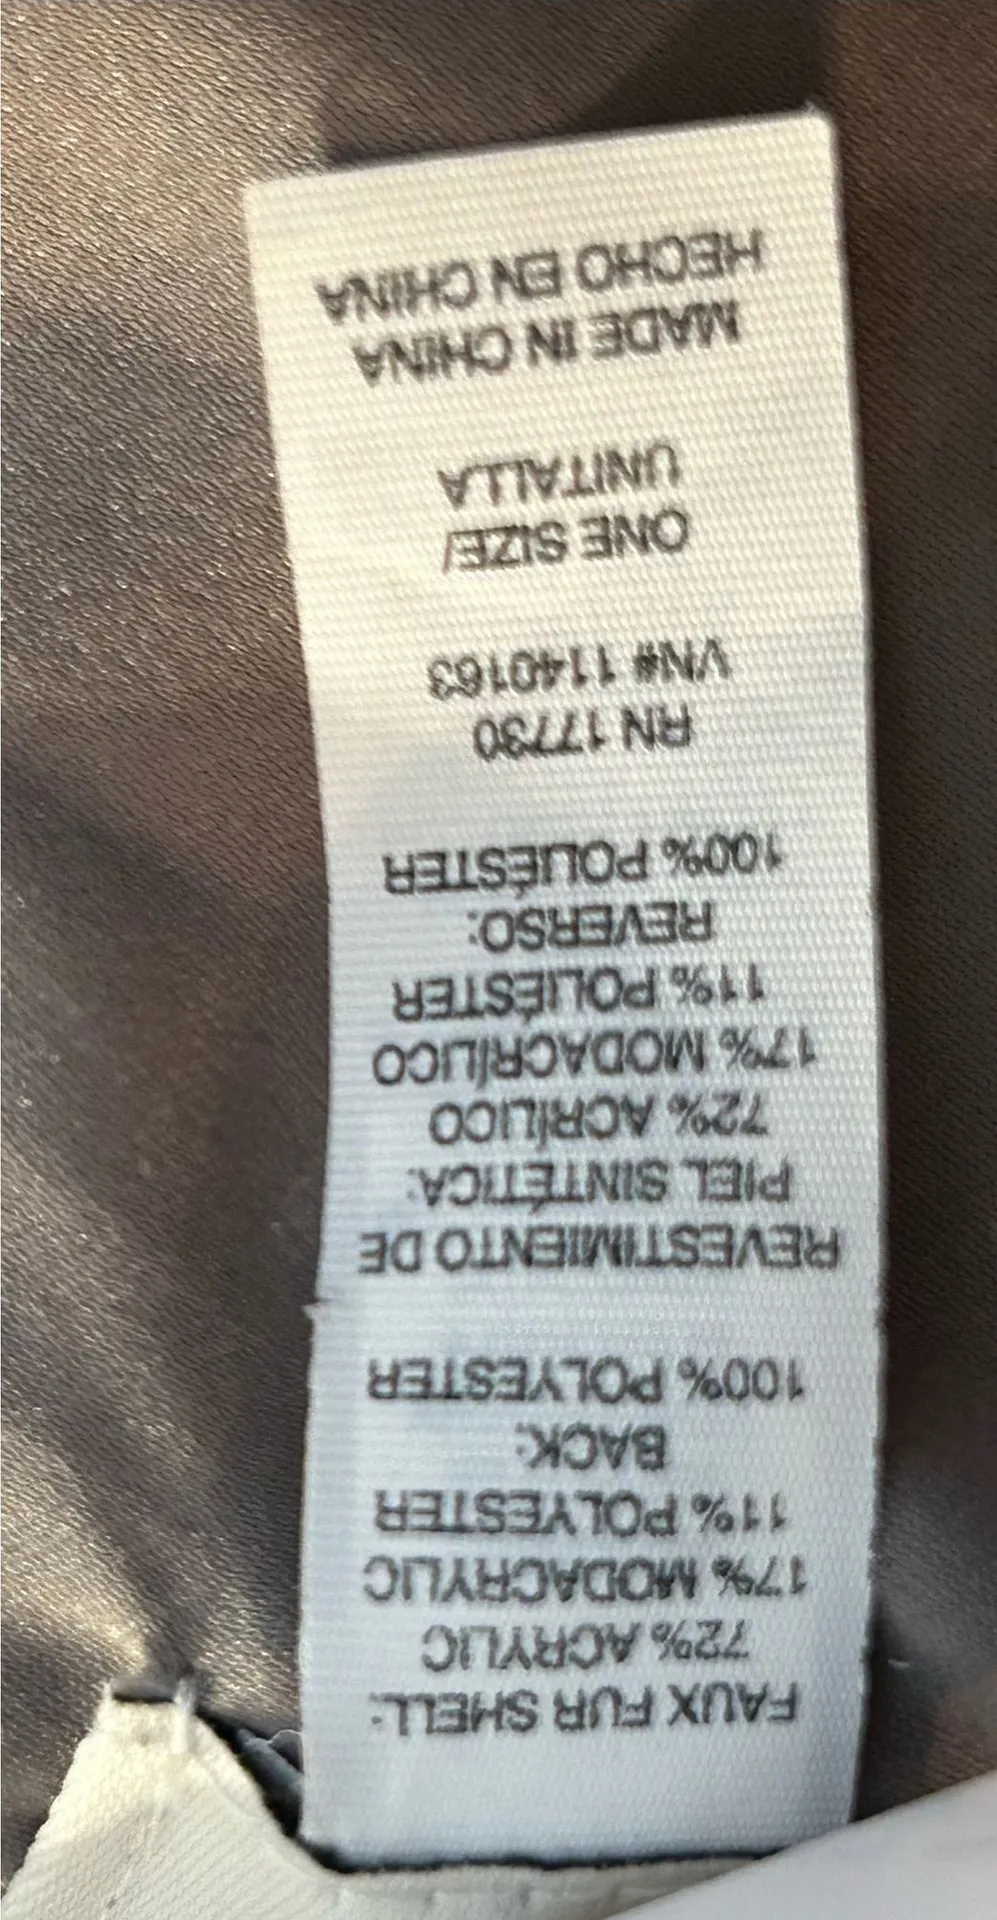 FAUX FUR SHELL:
72% ACRYLIC
17% MODACRYLIC
11% POLYESTER
BACK:
100% POLYESTER
REVESTIMIENTO DE
PIEL SINTÉTICA:
72% ACRÍLICO
17% MODACRÍLICO
11% POLIÉSTER
REVERSO:
100% POLIÉSTER
RN 17730
VN# 1140163
ONE SIZE/
UNITALLA
MADE IN CHINA
HECHO EN CHINA